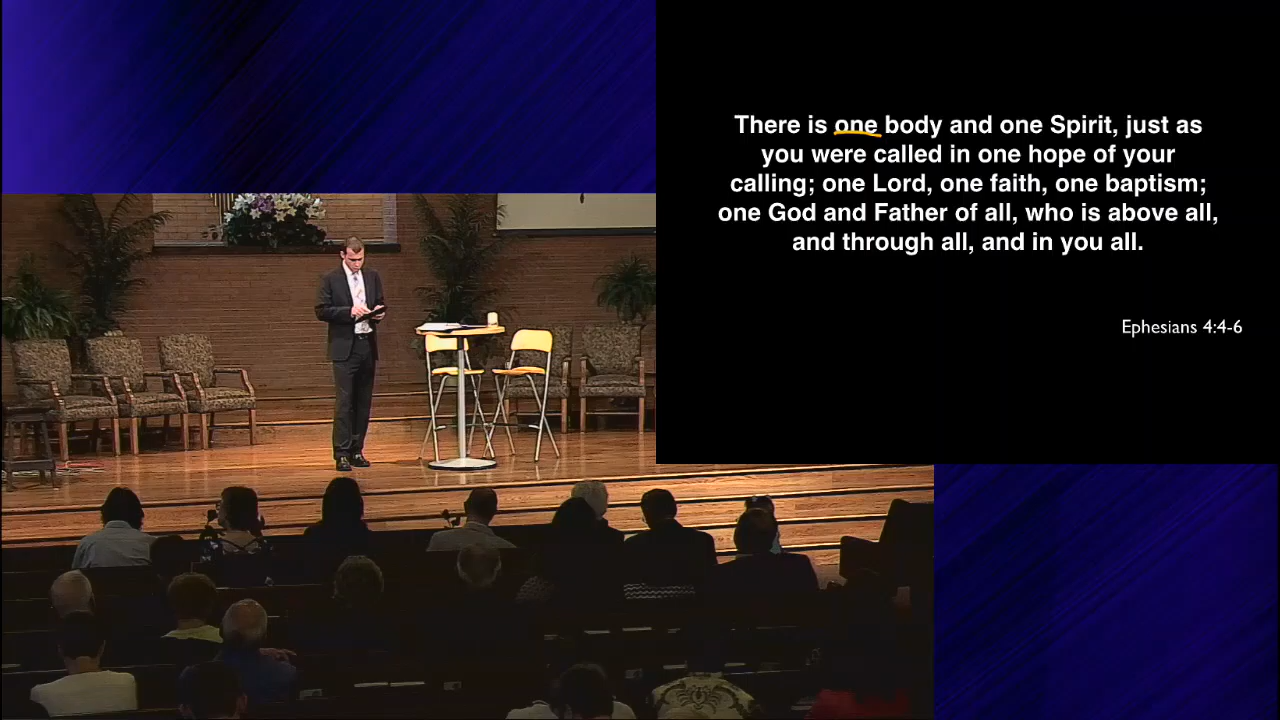 There is one body and one Spirit, just as
you were called in one hope of your
calling; one Lord, one faith, one baptism;
one God and Father of all, who is above all,
and through all, and in you all.
Ephesians 4:4-6